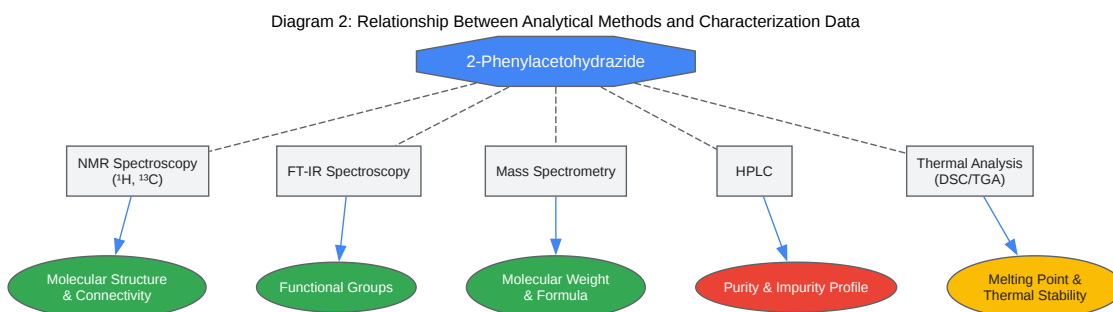 Diagram 2: Relationship Between Analytical Methods and Characterization Data
2-Phenylacetohydrazide
NMR Spectroscopy
(¹H, ¹³C)
FT-IR Spectroscopy
Mass Spectrometry
HPLC
Thermal Analysis
(DSC/TGA)
Molecular Structure
& Connectivity
Functional Groups
Molecular Weight
& Formula
Purity & Impurity Profile
Melting Point &
Thermal Stability